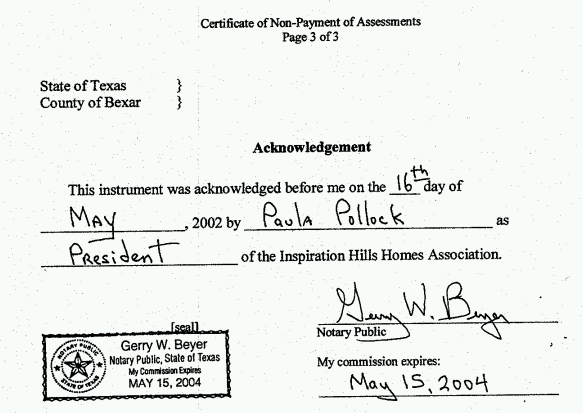 Certificate of Non-Payment of Assessments
Page 3 of 3
State of Texas }
County of Bexar }
Acknowledgement
This instrument was acknowledged before me on the 16th day of
May, 2002 by Paula Pollock as
President of the Inspiration Hills Homes Association.
Gerry W. Beyer
Notary Public
[seal]
NOTARY PUBLIC
STATE OF TEXAS
Gerry W. Beyer
Notary Public, State of Texas
My Commission Expires
MAY 15, 2004
My commission expires:
May 15, 2004